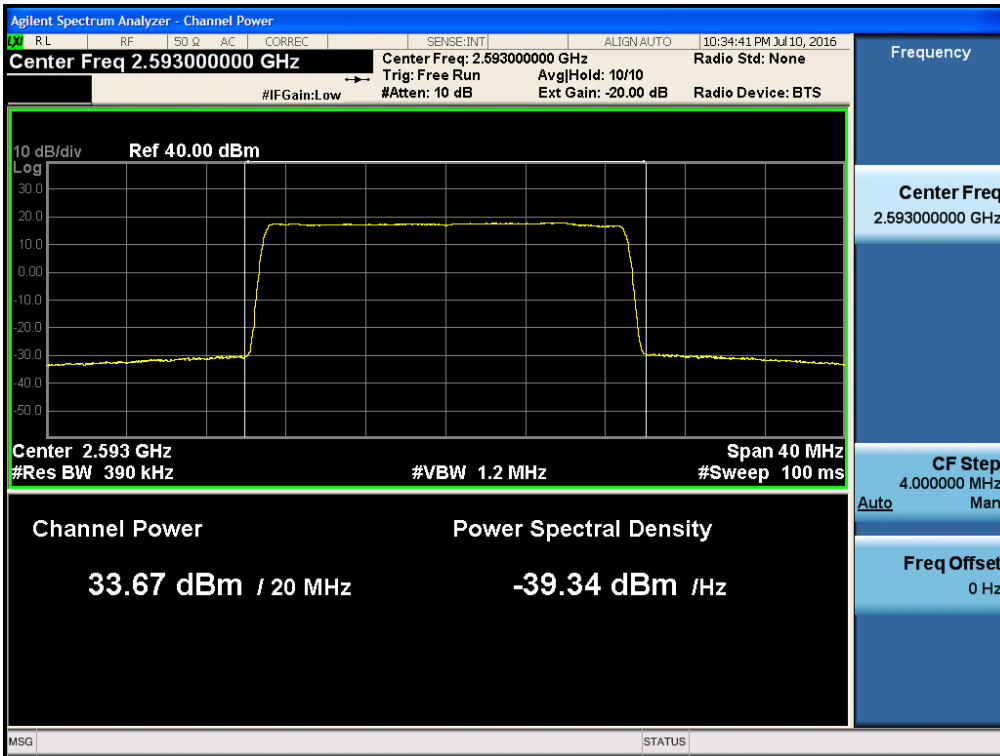 Agilent Spectrum Analyzer - Channel Power
LXI RL RF 50 Ω AC CORREC SENSE:INT ALIGN AUTO 10:34:41 PM Jul 10, 2016
Center Freq 2.593000000 GHz
Center Freq: 2.593000000 GHz Radio Std: None
Trig: Free Run Avg|Hold: 10/10
#IFGain:Low #Atten: 10 dB Ext Gain: -20.00 dB Radio Device: BTS
Frequency
10 dB/div Ref 40.00 dBm
Log
30.0
20.0
10.0
0.00
-10.0
-20.0
-30.0
-40.0
-50.0
Center 2.593 GHz Span 40 MHz
#Res BW 390 kHz #VBW 1.2 MHz #Sweep 100 ms
Channel Power Power Spectral Density
33.67 dBm / 20 MHz -39.34 dBm /Hz
Center Freq
2.593000000 GHz
CF Step
4.000000 MHz
Auto Man
Freq Offset
0 Hz
MSG STATUS